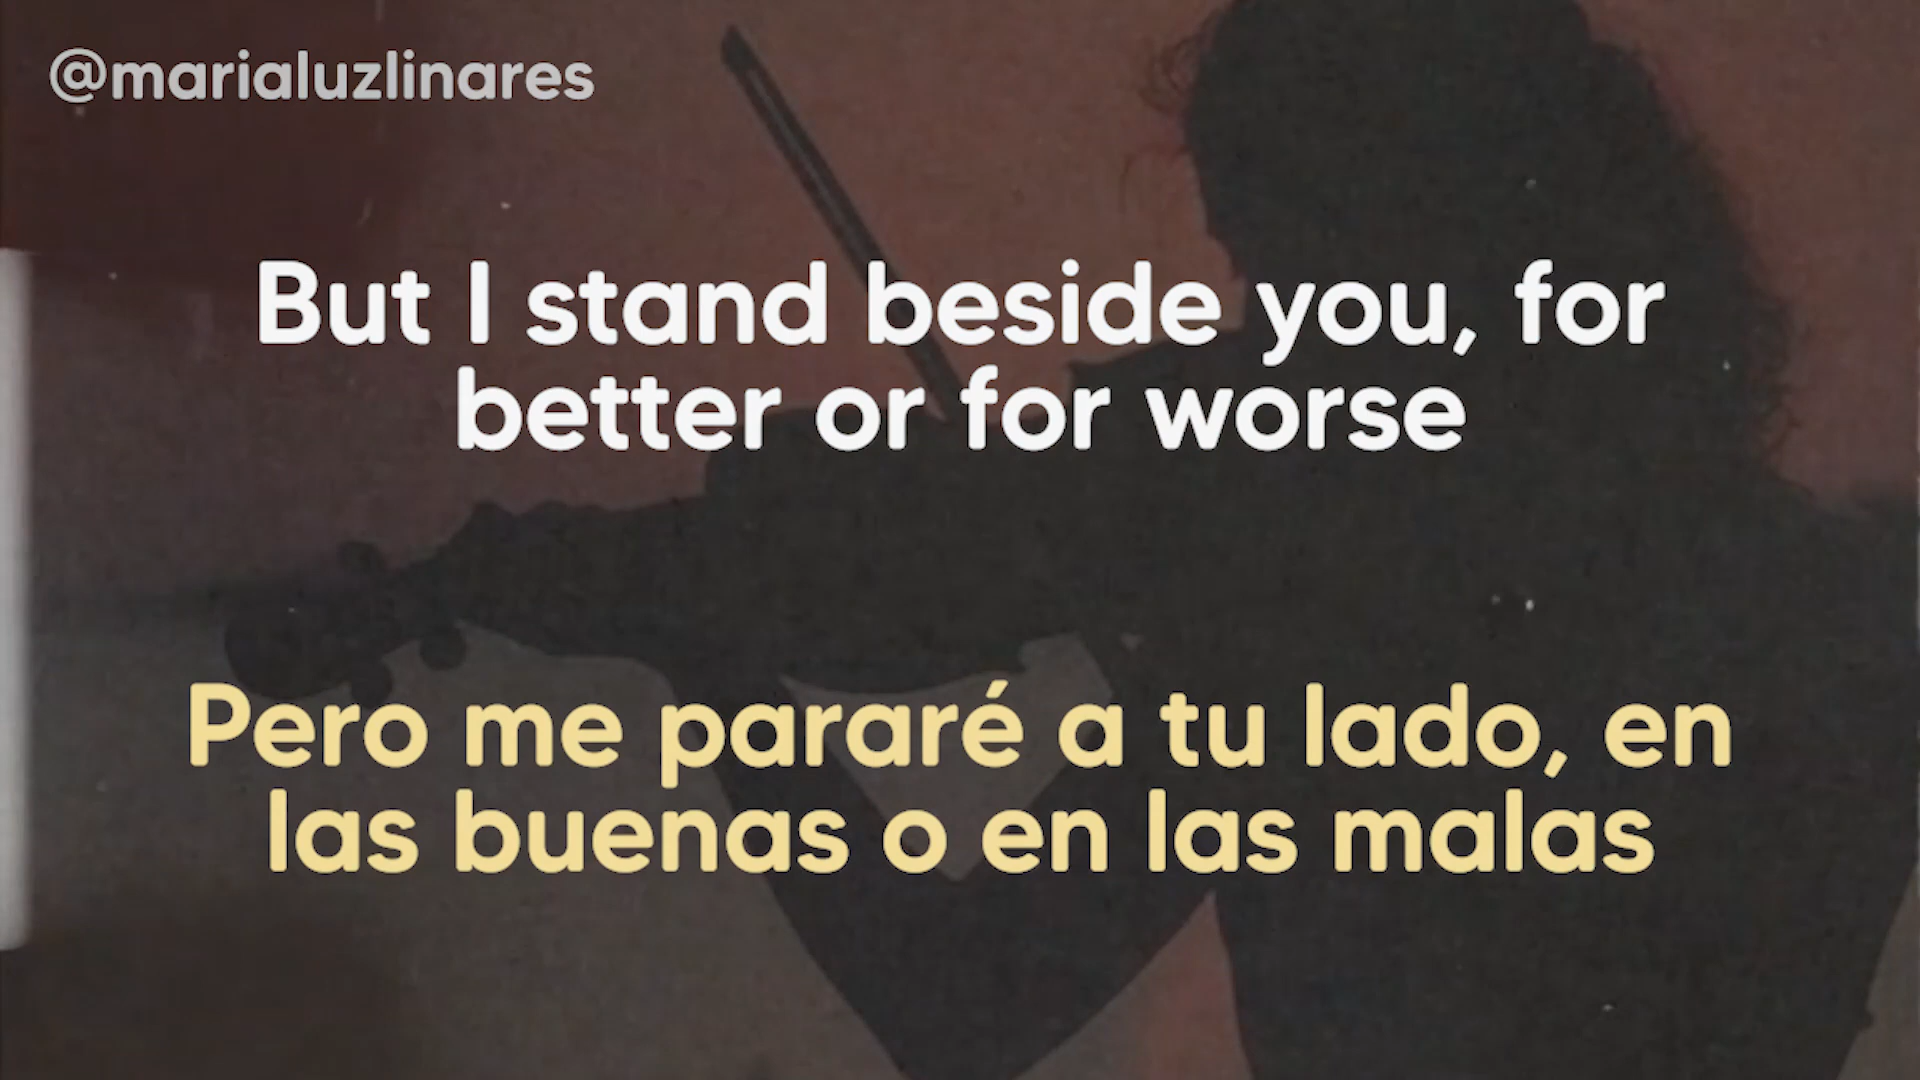 @marialuzlinares
But I stand beside you, for
better or for worse
Pero me pararé a tu lado, en
las buenas o en las malas